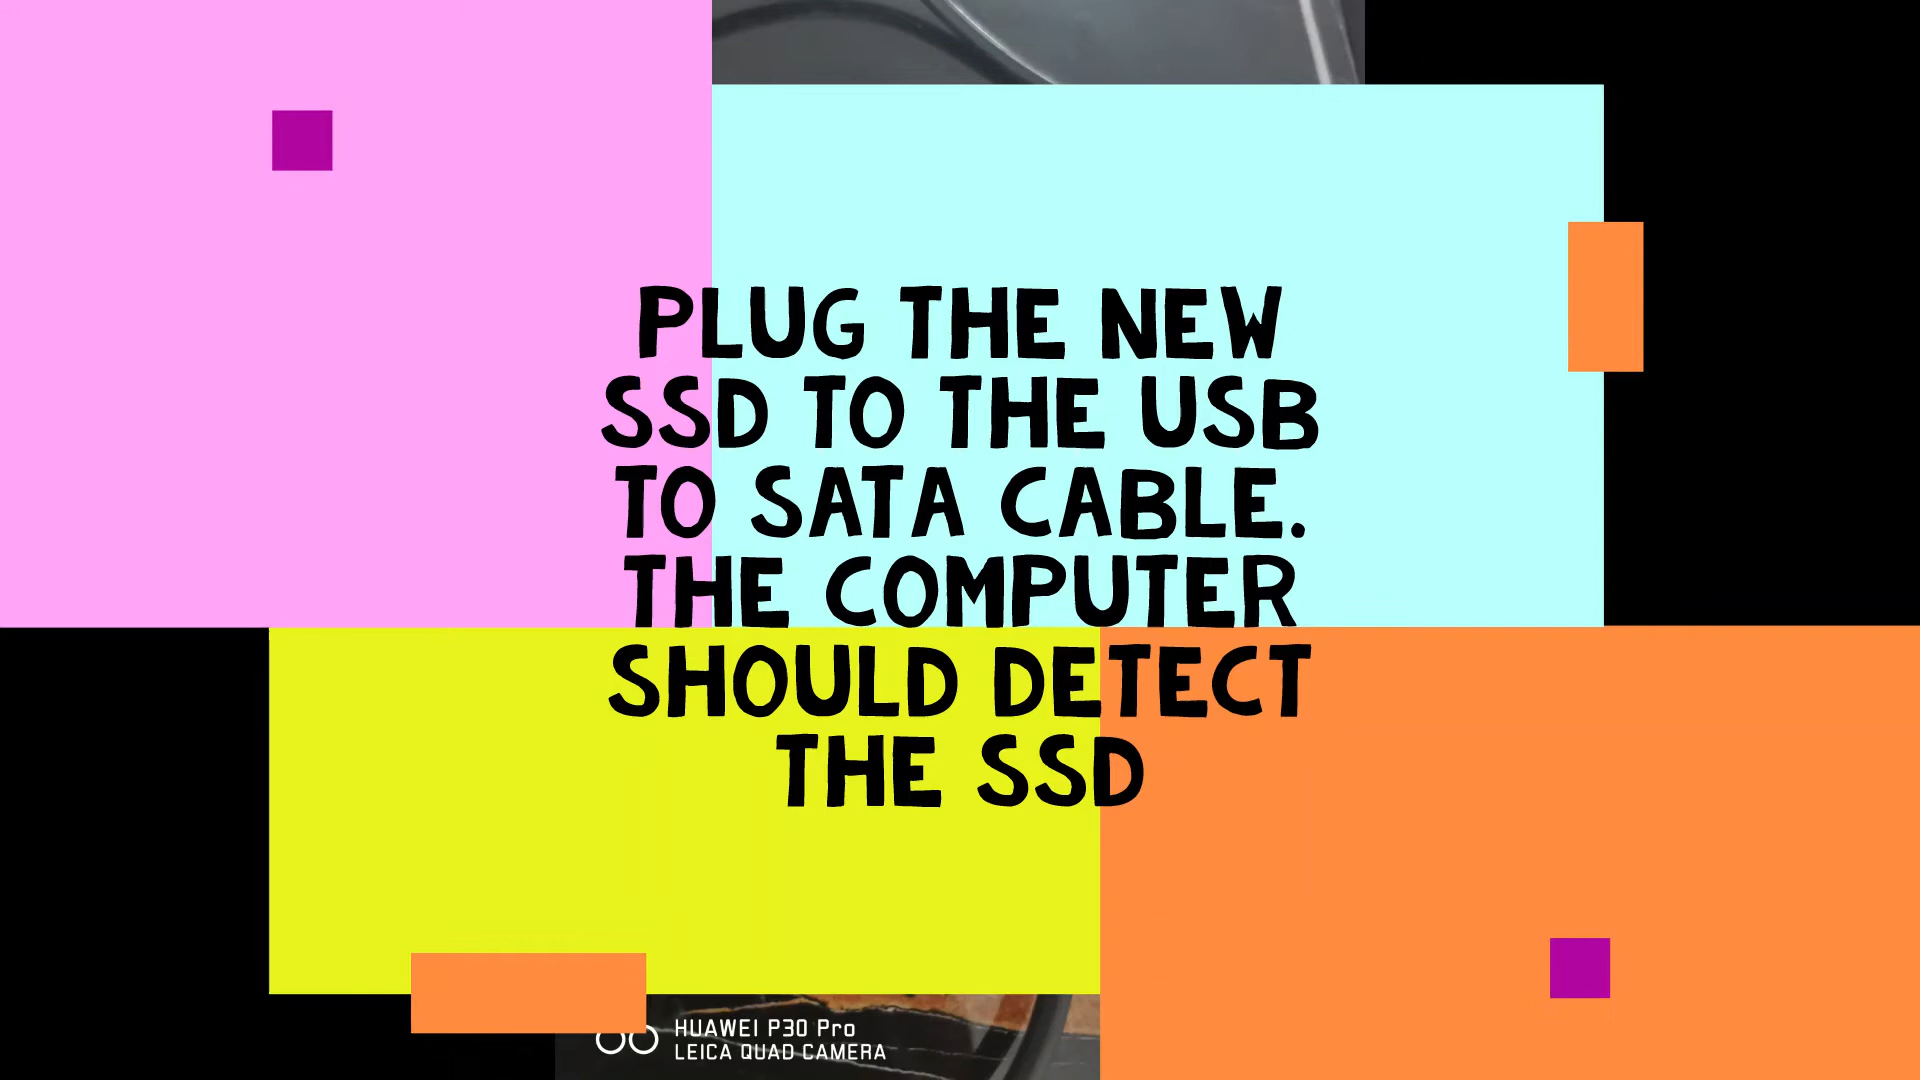 PLUG THE NEW
SSD TO THE USB
TO SATA CABLE.
THE COMPUTER
SHOULD DETECT
THE SSD
HUAWEI P30 Pro
LEICA QUAD CAMERA